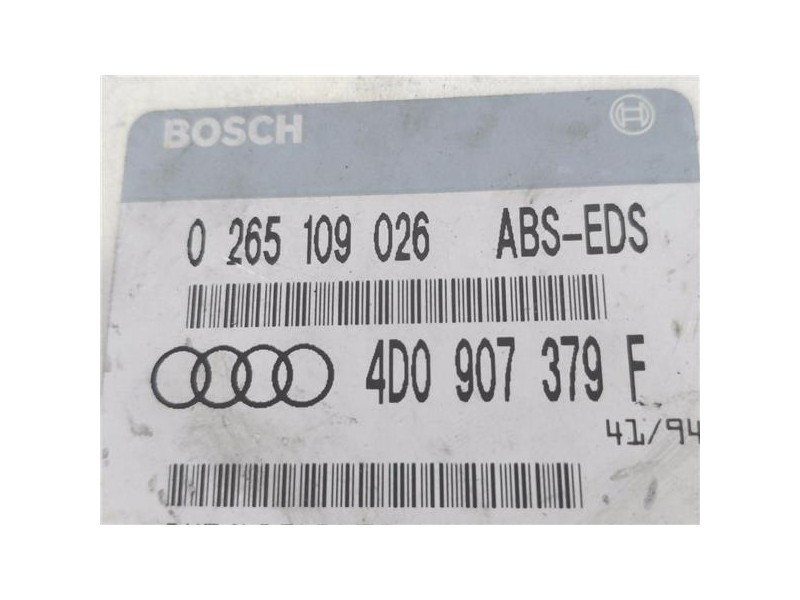 BOSCH
0 265 109 026 ABS-EDS
4D0 907 379 F
41/94